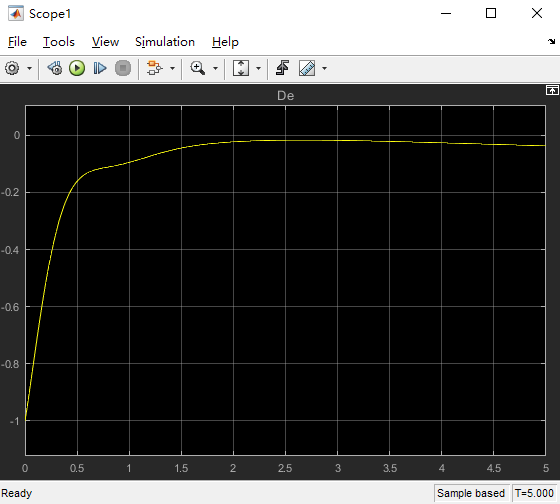 Scope1
File Tools View Simulation Help
De
0
-0.2
-0.4
-0.6
-0.8
-1
0 0.5 1 1.5 2 2.5 3 3.5 4 4.5 5
Ready Sample based T=5.000